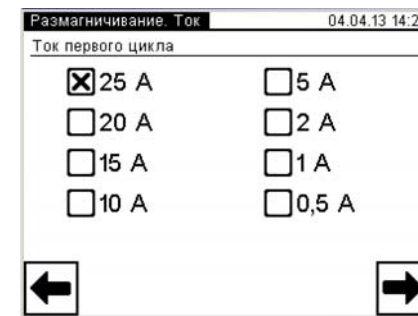 Размагничивание. Ток 04.04.13 14:2
Ток первого цикла
25 А 5 А
20 А 2 А
15 А 1 А
10 А 0,5 А